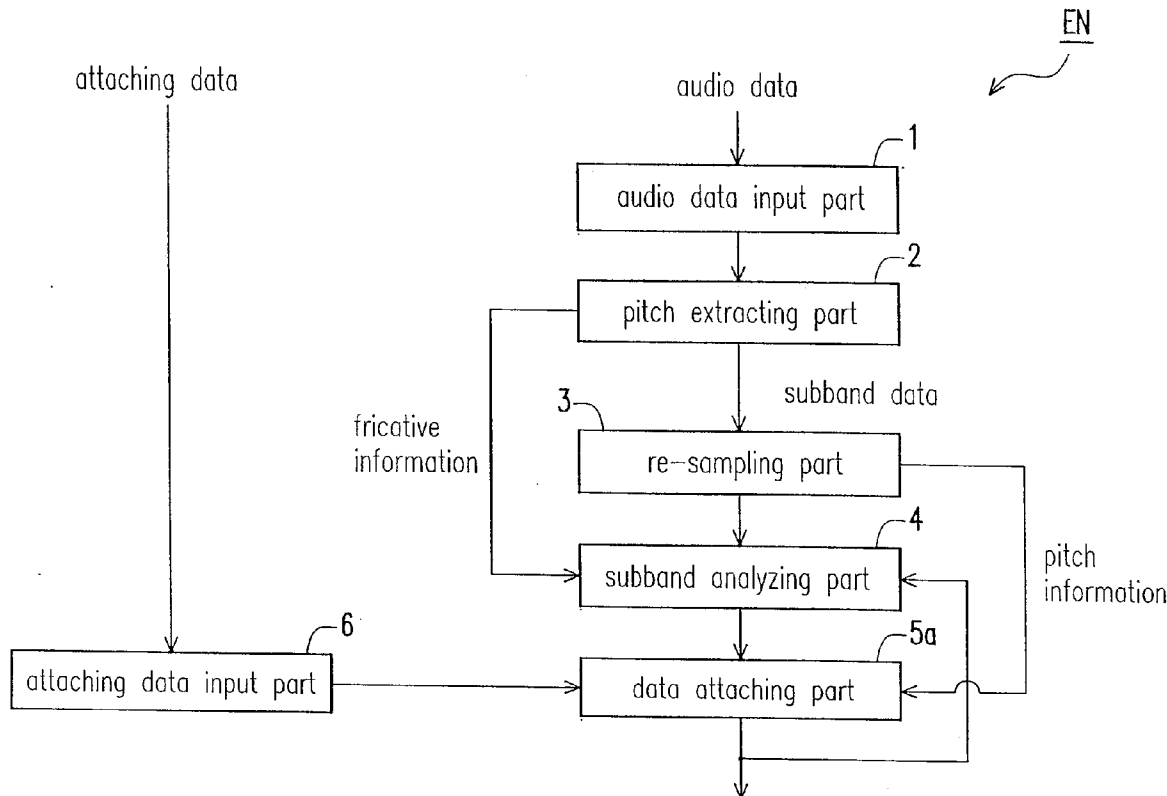 EN
attaching data
audio data
1
audio data input part
2
pitch extracting part
subband data
3
fricative
information
re-sampling part
4
subband analyzing part
pitch
information
6
5a
attaching data input part
data attaching part